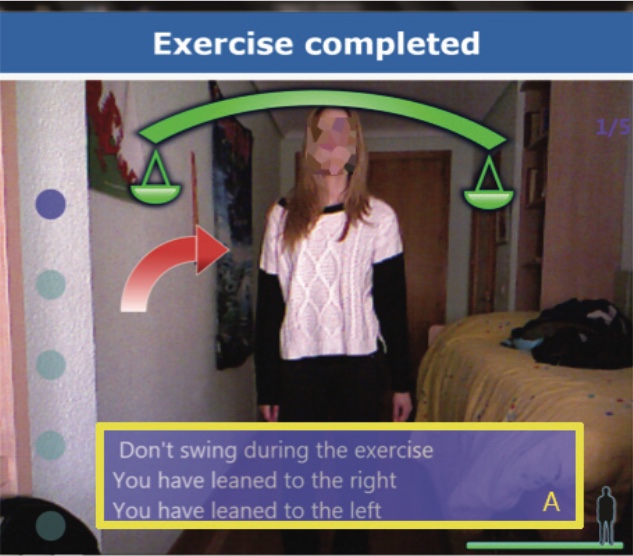 Exercise completed
1/5
Don't swing during the exercise
You have leaned to the right
You have leaned to the left
A